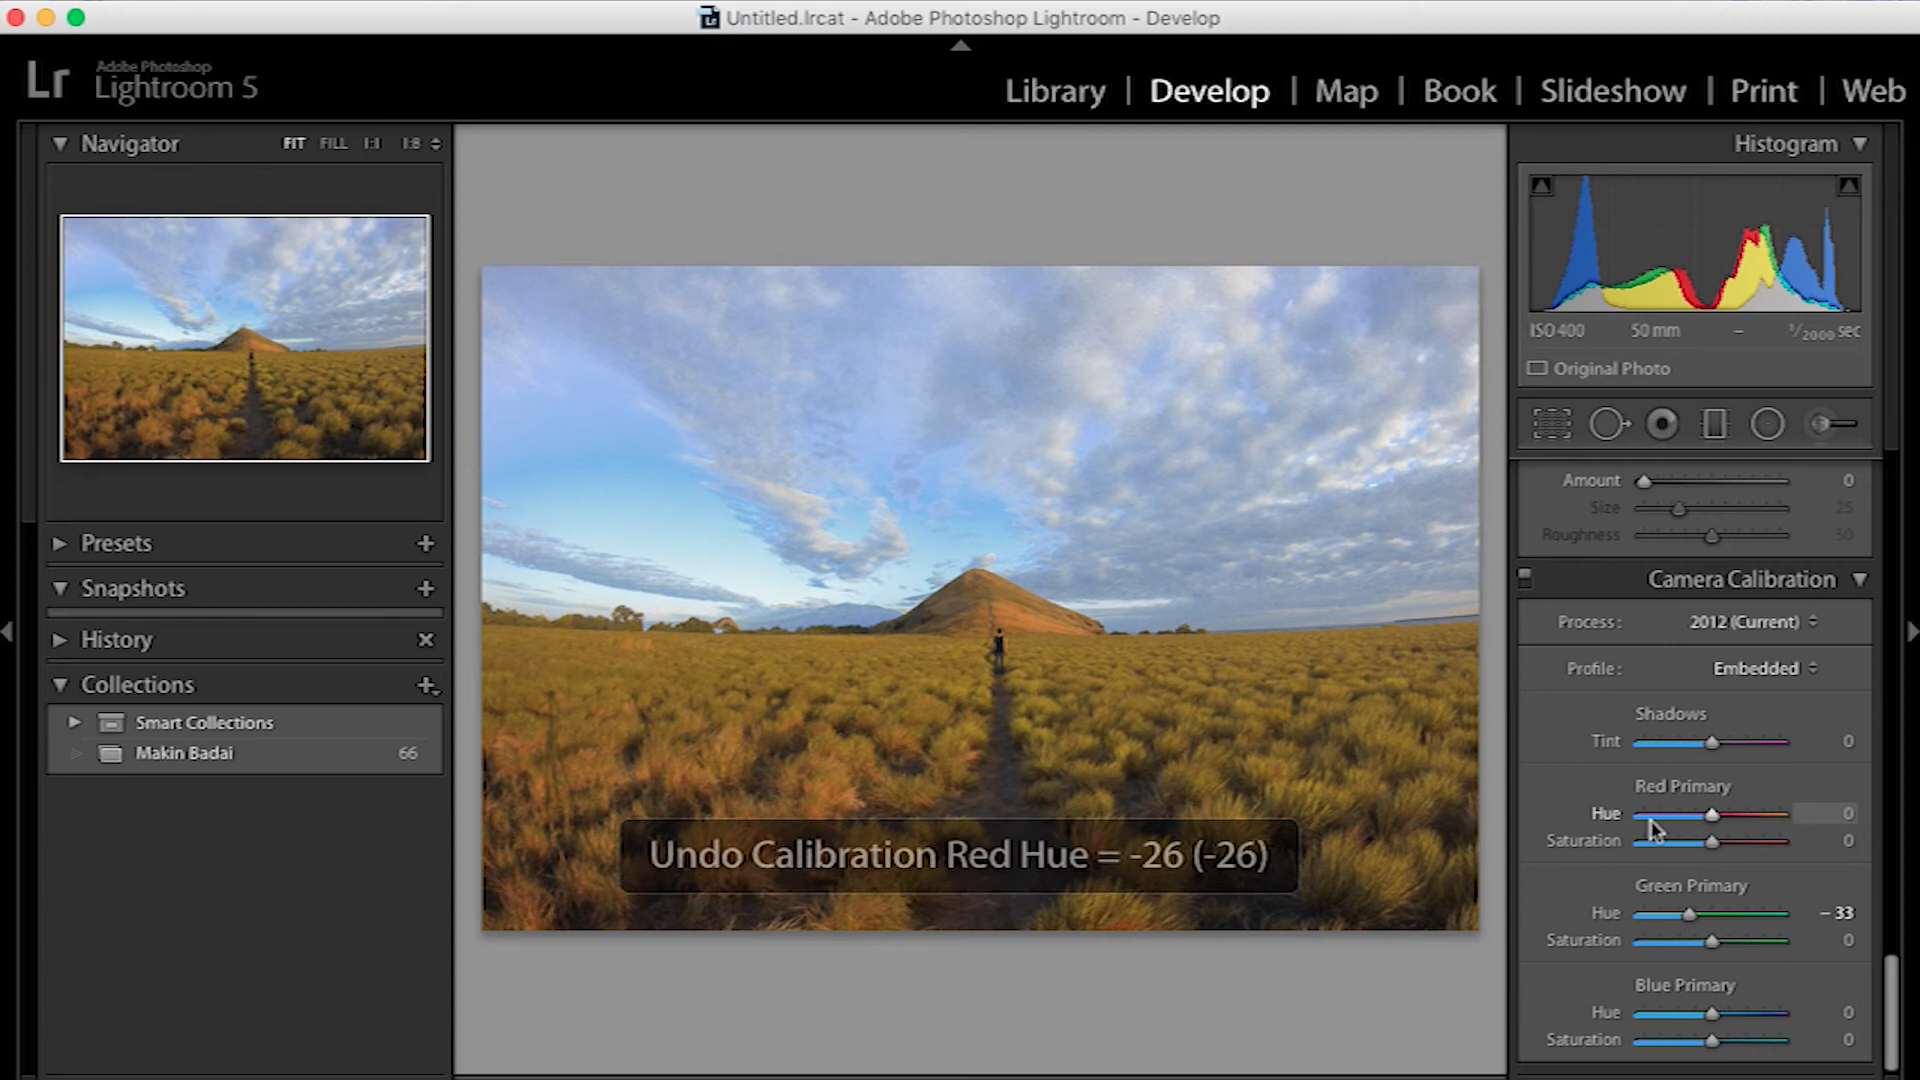 Untitled.lrcat - Adobe Photoshop Lightroom - Develop
Lr Adobe Photoshop
Lightroom 5
Library | Develop | Map | Book | Slideshow | Print | Web
Navigator FIT FILL 1:1 1:8
Presets
Snapshots
History
Collections
Smart Collections
Makin Badai 66
Undo Calibration Red Hue = -26 (-26)
Histogram
ISO 400 50 mm – 1/2000 sec
Original Photo
Amount 0
Size 25
Roughness 50
Camera Calibration
Process: 2012 (Current)
Profile: Embedded
Shadows
Tint 0
Red Primary
Hue 0
Saturation 0
Green Primary
Hue – 33
Saturation 0
Blue Primary
Hue 0
Saturation 0